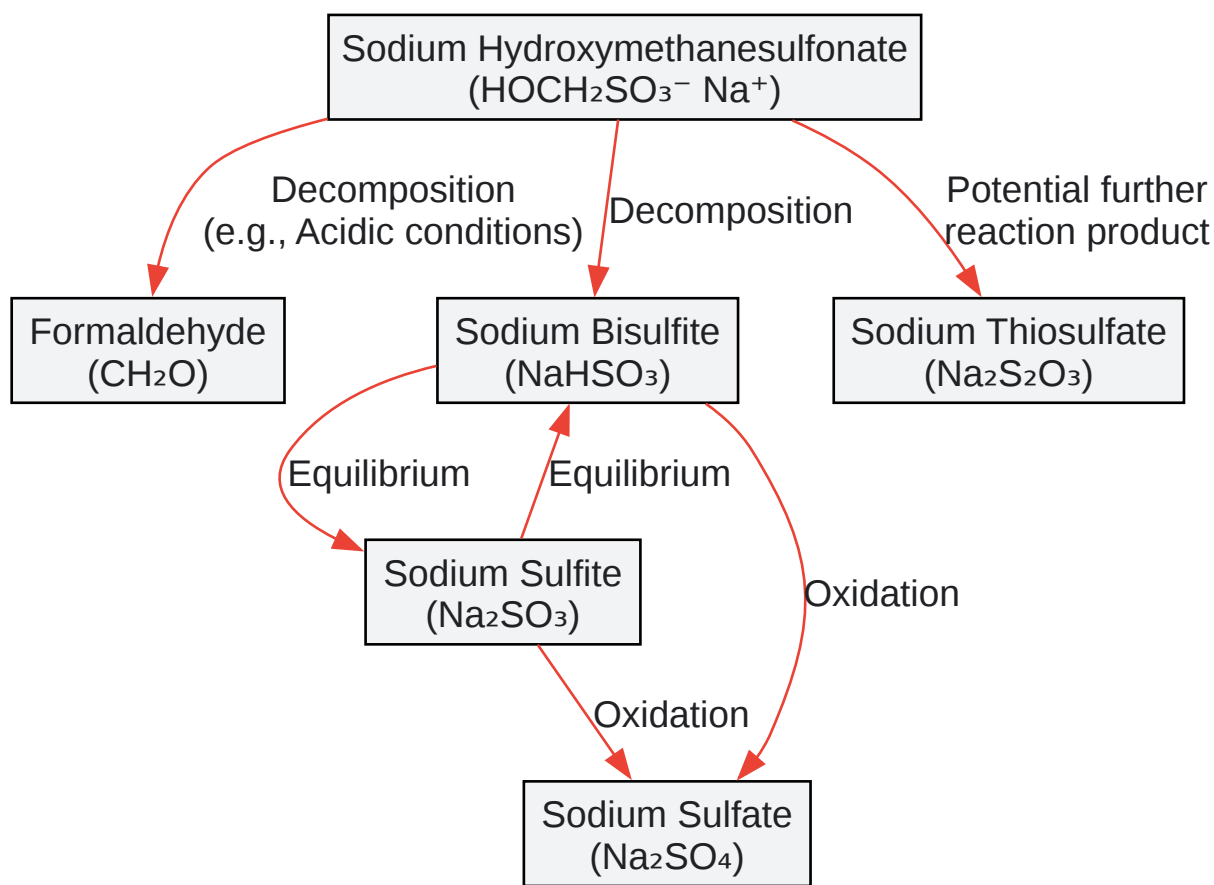 Sodium Hydroxymethanesulfonate
(HOCH₂SO₃⁻ Na⁺)
Decomposition
(e.g., Acidic conditions)
Decomposition
Potential further
reaction product
Formaldehyde
(CH₂O)
Sodium Bisulfite
(NaHSO₃)
Sodium Thiosulfate
(Na₂S₂O₃)
Equilibrium
Equilibrium
Sodium Sulfite
(Na₂SO₃)
Oxidation
Oxidation
Sodium Sulfate
(Na₂SO₄)